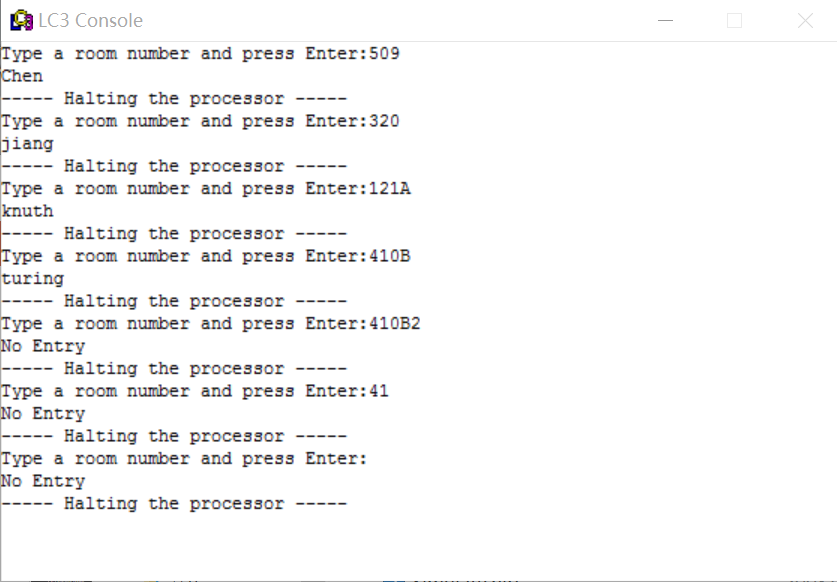 LC3 Console
Type a room number and press Enter:509
Chen
----- Halting the processor -----
Type a room number and press Enter:320
jiang
----- Halting the processor -----
Type a room number and press Enter:121A
knuth
----- Halting the processor -----
Type a room number and press Enter:410B
turing
----- Halting the processor -----
Type a room number and press Enter:410B2
No Entry
----- Halting the processor -----
Type a room number and press Enter:41
No Entry
----- Halting the processor -----
Type a room number and press Enter:
No Entry
----- Halting the processor -----